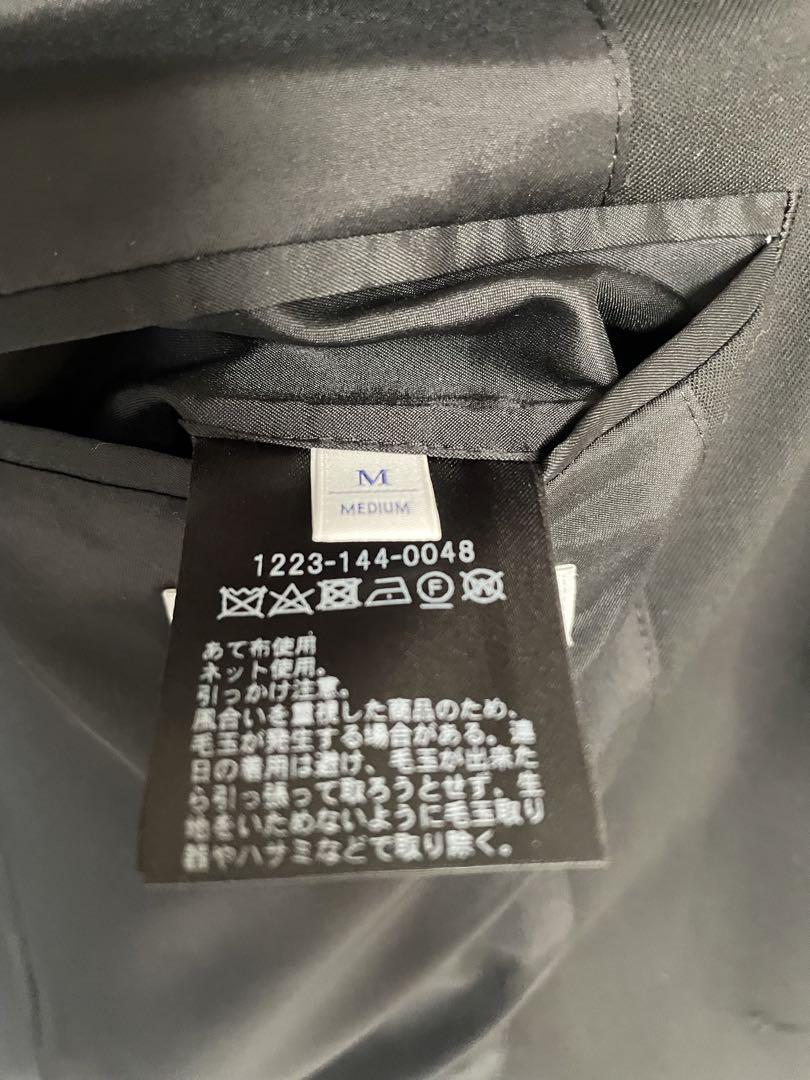 M
MEDIUM
1223-144-0048
F W
あて布使用
ネット使用。
引っかけ注意。
風合いを重視した商品のため、
毛玉が発生する場合がある。連
日の着用は避け、毛玉が出来た
ら引っ張って取ろうとせず、生
地をいためないように毛玉取り
器やハサミなどで取り除く。